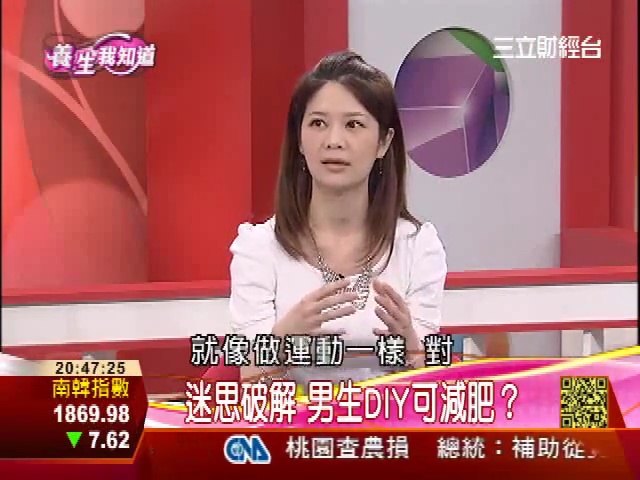 養生我知道
三立財經台
就像做運動一樣 對
20:47:25
南韓指數
1869.98
▼7.62
迷思破解 男生DIY可減肥？
CNA 桃園查農損 總統：補助從